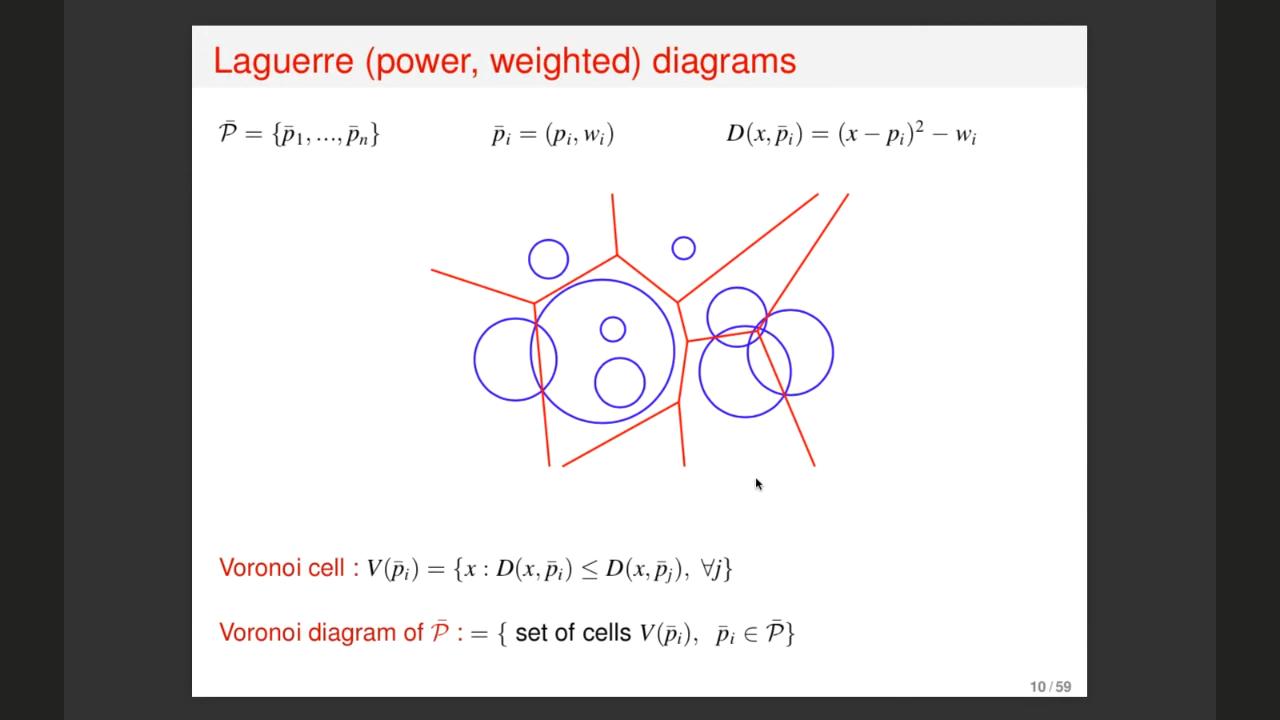 Laguerre (power, weighted) diagrams
𝒫̄ = {p̄₁, ..., p̄ₙ} p̄ᵢ = (pᵢ, wᵢ) D(x, p̄ᵢ) = (x − pᵢ)² − wᵢ
Voronoi cell : V(p̄ᵢ) = {x : D(x, p̄ᵢ) ≤ D(x, p̄ⱼ), ∀j}
Voronoi diagram of 𝒫̄ : = { set of cells V(p̄ᵢ), p̄ᵢ ∈ 𝒫̄}
10 / 59